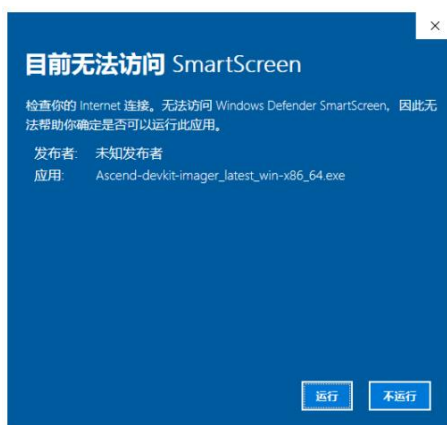 目前无法访问 SmartScreen
检查你的 Internet 连接。无法访问 Windows Defender SmartScreen，因此无
法帮助你确定是否可以运行此应用。
发布者: 未知发布者
应用: Ascend-devkit-imager_latest_win-x86_64.exe
运行 不运行